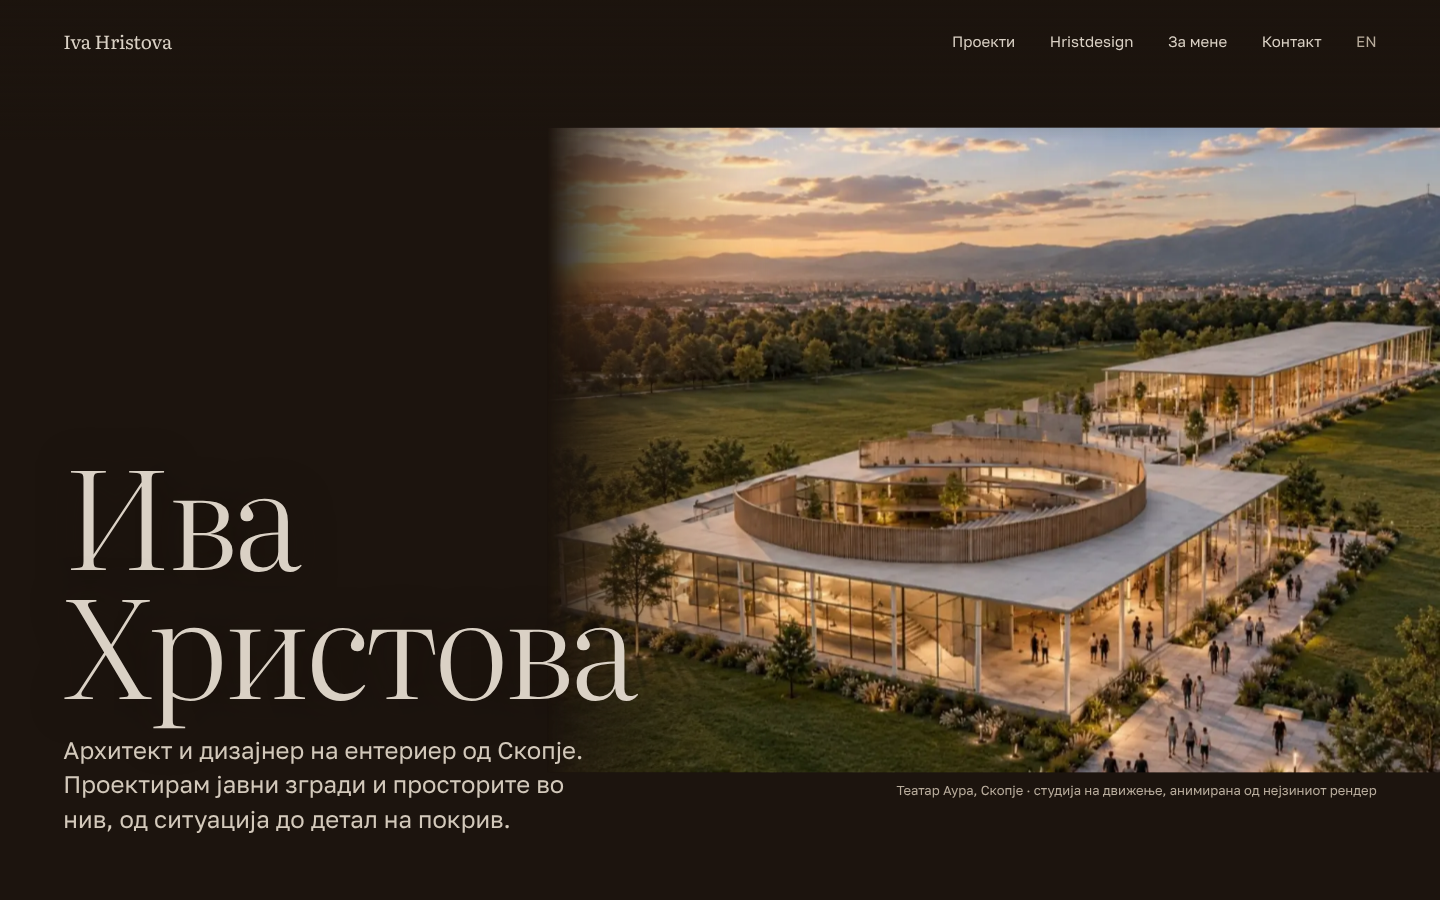 Iva Hristova
Проекти
Hristdesign
За мене
Контакт
EN
Ива
Христова
Архитект и дизајнер на ентериер од Скопје.
Проектирам јавни згради и просторите во
нив, од ситуација до детал на покрив.
Театар Аура, Скопје · студија на движење, анимирана од нејзиниот рендер